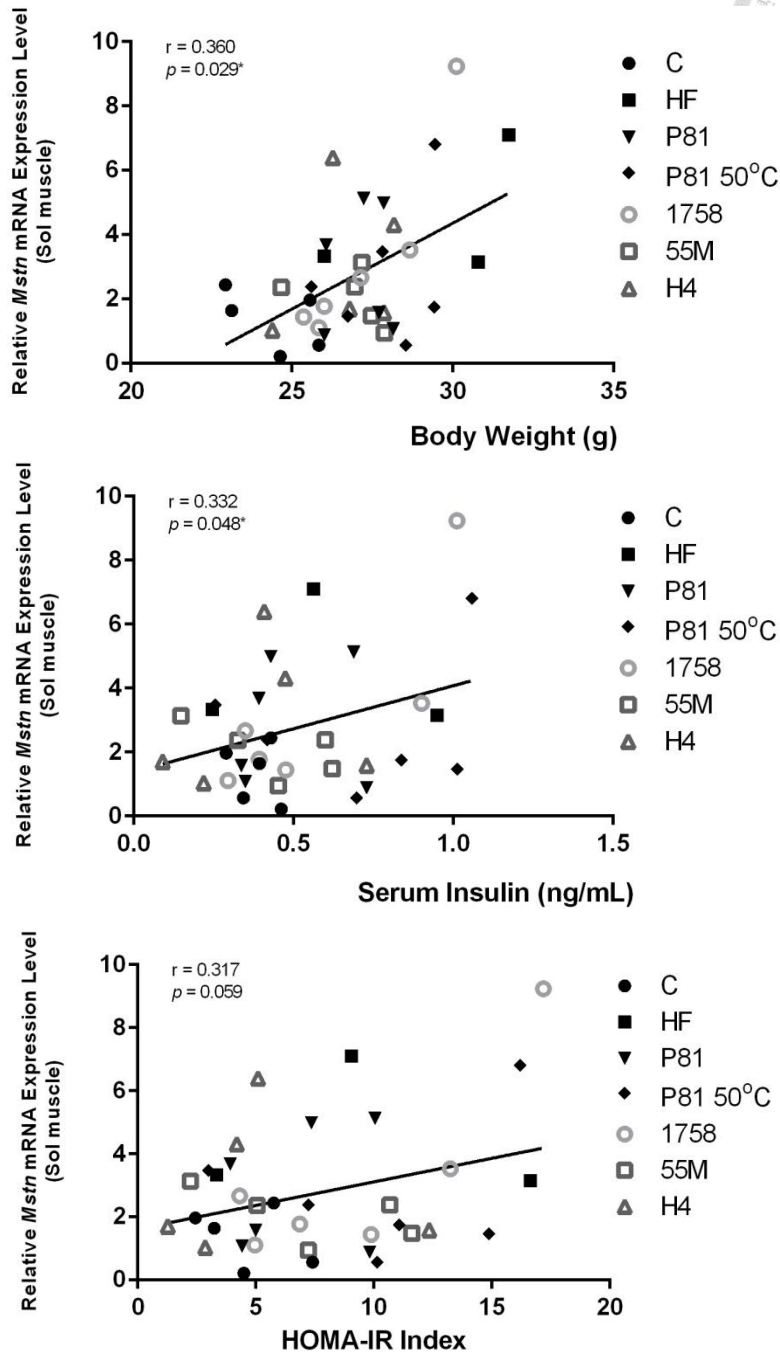 r = 0.360
p = 0.029*
Relative Mstn mRNA Expression Level
(Sol muscle)
10
8
6
4
2
0
20
25
30
35
Body Weight (g)
C
HF
P81
P81 50°C
1758
55M
H4
r = 0.332
p = 0.048*
Relative Mstn mRNA Expression Level
(Sol muscle)
10
8
6
4
2
0
0.0
0.5
1.0
1.5
Serum Insulin (ng/mL)
C
HF
P81
P81 50°C
1758
55M
H4
r = 0.317
p = 0.059
Relative Mstn mRNA Expression Level
(Sol muscle)
10
8
6
4
2
0
0
5
10
15
20
HOMA-IR Index
C
HF
P81
P81 50°C
1758
55M
H4